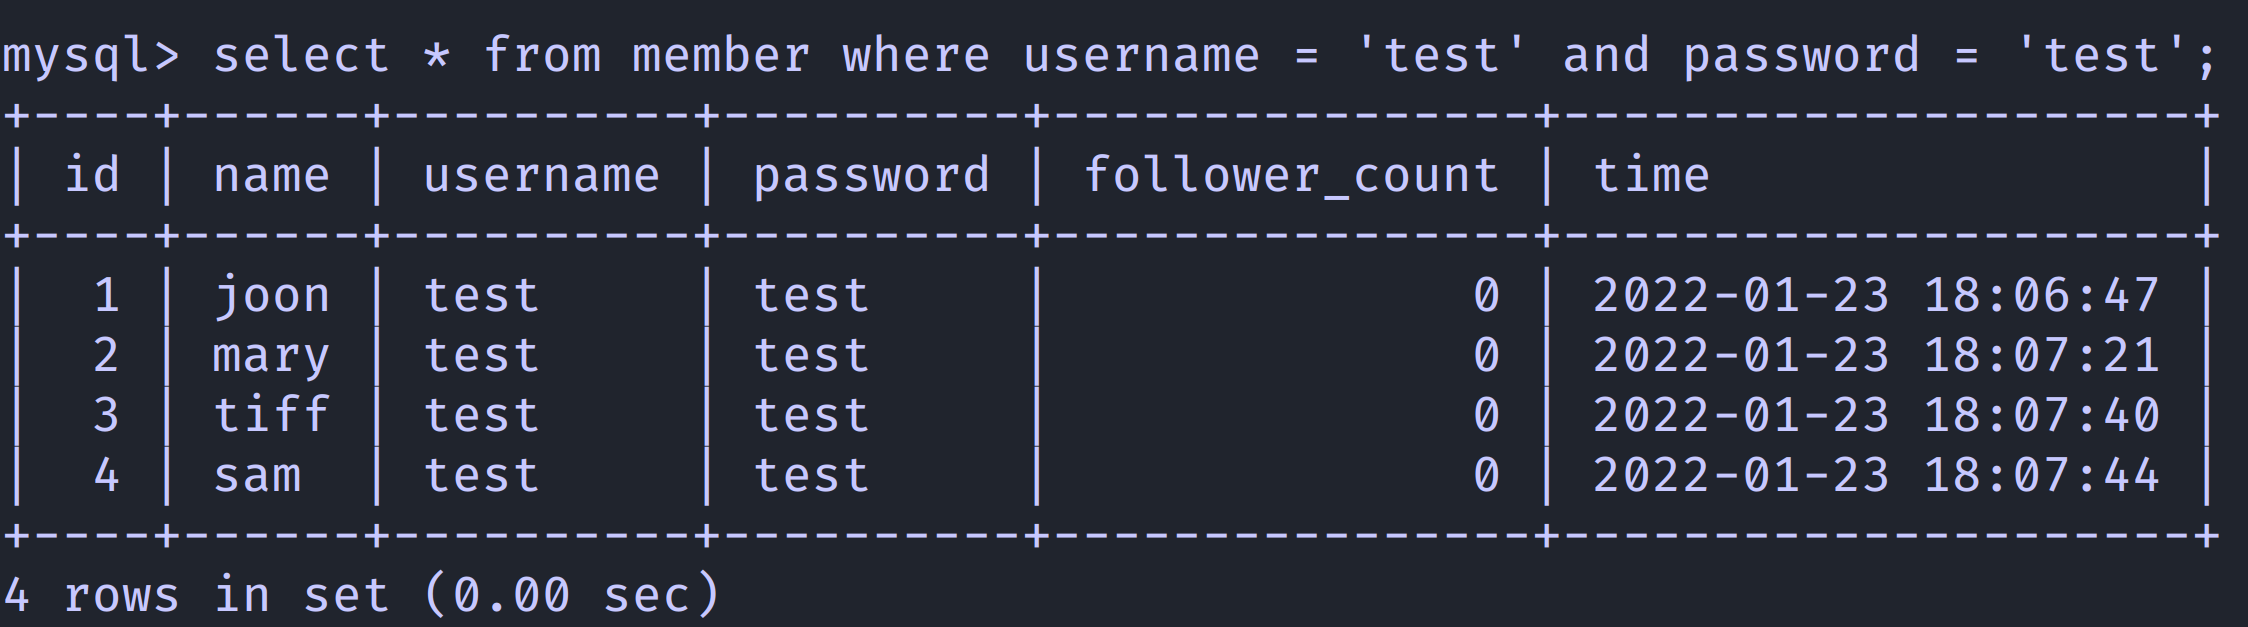 mysql> select * from member where username = 'test' and password = 'test';
+----+------+----------+----------+----------------+---------------------+
| id | name | username | password | follower_count | time                |
+----+------+----------+----------+----------------+---------------------+
|  1 | joon | test     | test     |              0 | 2022-01-23 18:06:47 |
|  2 | mary | test     | test     |              0 | 2022-01-23 18:07:21 |
|  3 | tiff | test     | test     |              0 | 2022-01-23 18:07:40 |
|  4 | sam  | test     | test     |              0 | 2022-01-23 18:07:44 |
+----+------+----------+----------+----------------+---------------------+
4 rows in set (0.00 sec)